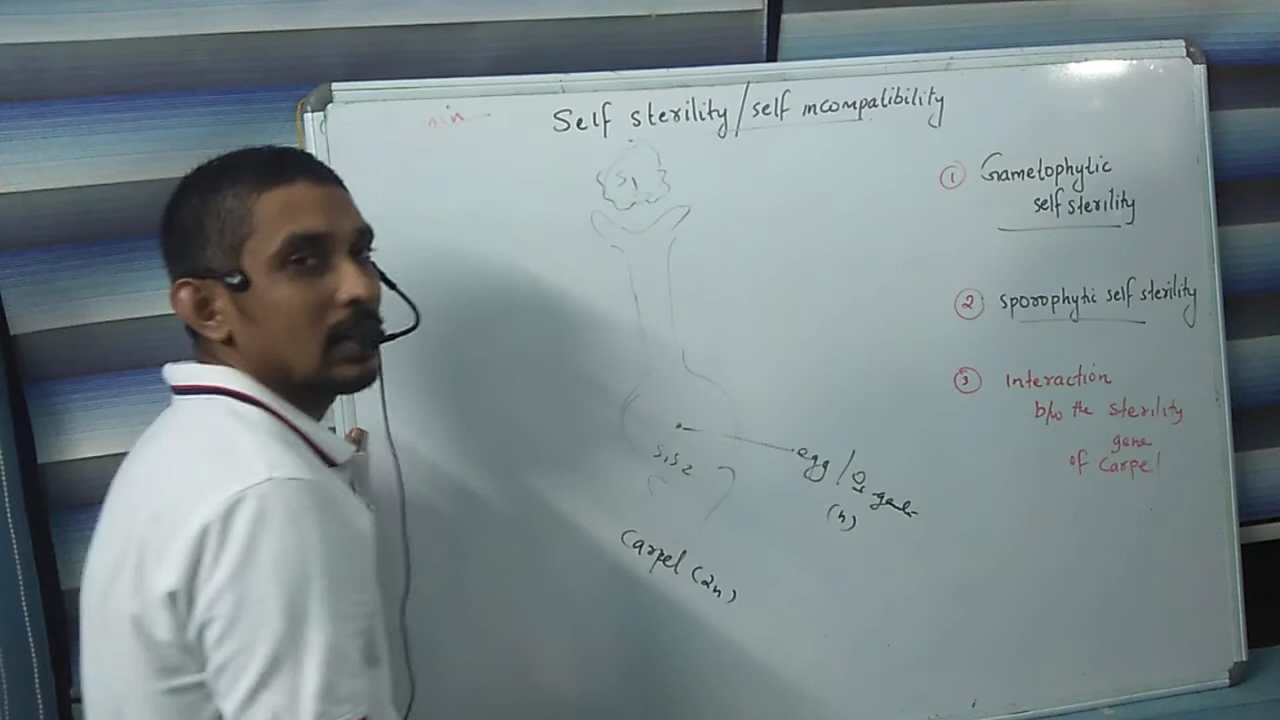 Self sterility/self incompatibility
S1
① Gametophytic
self sterility
② sporophytic self sterility
③ Interaction
b/w the sterility
gene
of carpel
S1S2
egg/♀
(n)
Carpel (2n)